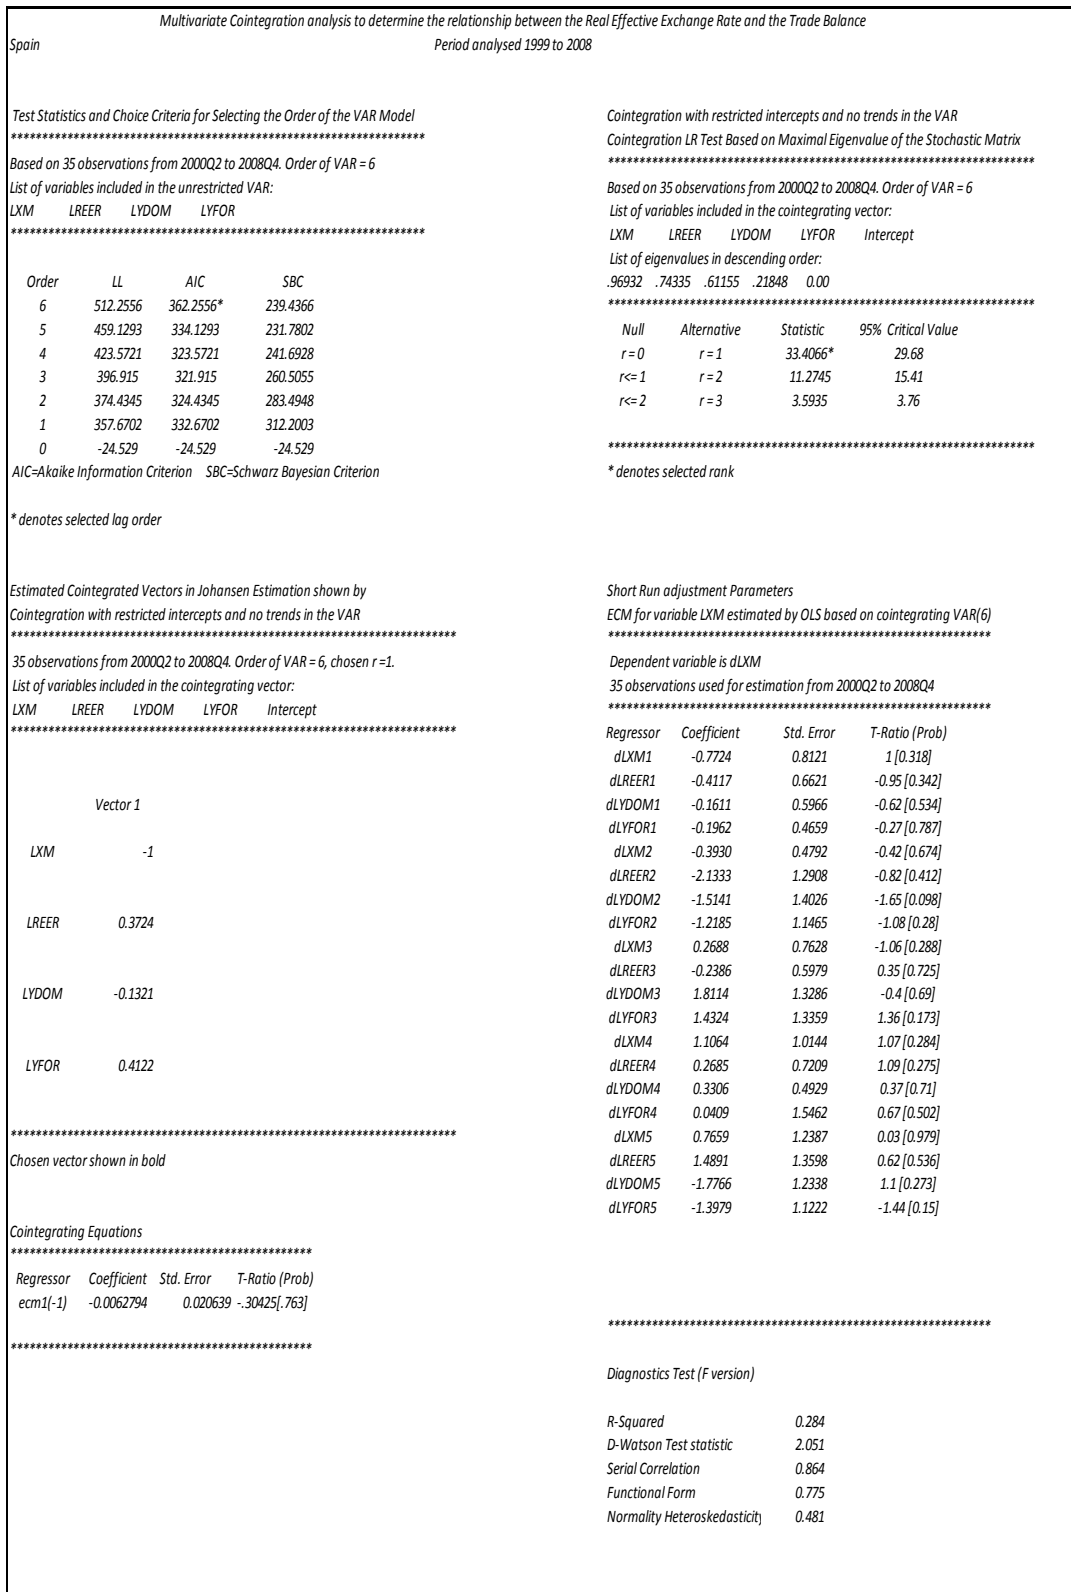 Multivariate Cointegration analysis to determine the relationship between the Real Effective Exchange Rate and the Trade Balance
Spain Period analysed 1999 to 2008
Test Statistics and Choice Criteria for Selecting the Order of the VAR Model
******************************************************************
Based on 35 observations from 2000Q2 to 2008Q4. Order of VAR = 6
List of variables included in the unrestricted VAR:
LXM LREER LYDOM LYFOR
******************************************************************
Order LL AIC SBC
6 512.2556 362.2556* 239.4366
5 459.1293 334.1293 231.7802
4 423.5721 323.5721 241.6928
3 396.915 321.915 260.5055
2 374.4345 324.4345 283.4948
1 357.6702 332.6702 312.2003
0 -24.529 -24.529 -24.529
AIC=Akaike Information Criterion SBC=Schwarz Bayesian Criterion
* denotes selected lag order
Cointegration with restricted intercepts and no trends in the VAR
Cointegration LR Test Based on Maximal Eigenvalue of the Stochastic Matrix
********************************************************************
Based on 35 observations from 2000Q2 to 2008Q4. Order of VAR = 6
List of variables included in the cointegrating vector:
LXM LREER LYDOM LYFOR Intercept
List of eigenvalues in descending order:
.96932 .74335 .61155 .21848 0.00
********************************************************************
Null Alternative Statistic 95% Critical Value
r = 0 r = 1 33.4066* 29.68
r<= 1 r = 2 11.2745 15.41
r<= 2 r = 3 3.5935 3.76
********************************************************************
* denotes selected rank
Estimated Cointegrated Vectors in Johansen Estimation shown by
Cointegration with restricted intercepts and no trends in the VAR
***********************************************************************
35 observations from 2000Q2 to 2008Q4. Order of VAR = 6, chosen r =1.
List of variables included in the cointegrating vector:
LXM LREER LYDOM LYFOR Intercept
***********************************************************************
Vector 1
LXM -1
LREER 0.3724
LYDOM -0.1321
LYFOR 0.4122
***********************************************************************
Chosen vector shown in bold
Cointegrating Equations
************************************************
Regressor Coefficient Std. Error T-Ratio (Prob)
ecm1(-1) -0.0062794 0.020639 -.30425[.763]
************************************************
Short Run adjustment Parameters
ECM for variable LXM estimated by OLS based on cointegrating VAR(6)
*************************************************************
Dependent variable is dLXM
35 observations used for estimation from 2000Q2 to 2008Q4
*************************************************************
Regressor Coefficient Std. Error T-Ratio (Prob)
dLXM1 -0.7724 0.8121 1 [0.318]
dLREER1 -0.4117 0.6621 -0.95 [0.342]
dLYDOM1 -0.1611 0.5966 -0.62 [0.534]
dLYFOR1 -0.1962 0.4659 -0.27 [0.787]
dLXM2 -0.3930 0.4792 -0.42 [0.674]
dLREER2 -2.1333 1.2908 -0.82 [0.412]
dLYDOM2 -1.5141 1.4026 -1.65 [0.098]
dLYFOR2 -1.2185 1.1465 -1.08 [0.28]
dLXM3 0.2688 0.7628 -1.06 [0.288]
dLREER3 -0.2386 0.5979 0.35 [0.725]
dLYDOM3 1.8114 1.3286 -0.4 [0.69]
dLYFOR3 1.4324 1.3359 1.36 [0.173]
dLXM4 1.1064 1.0144 1.07 [0.284]
dLREER4 0.2685 0.7209 1.09 [0.275]
dLYDOM4 0.3306 0.4929 0.37 [0.71]
dLYFOR4 0.0409 1.5462 0.67 [0.502]
dLXM5 0.7659 1.2387 0.03 [0.979]
dLREER5 1.4891 1.3598 0.62 [0.536]
dLYDOM5 -1.7766 1.2338 1.1 [0.273]
dLYFOR5 -1.3979 1.1222 -1.44 [0.15]
*************************************************************
Diagnostics Test (F version)
R-Squared 0.284
D-Watson Test statistic 2.051
Serial Correlation 0.864
Functional Form 0.775
Normality Heteroskedasticity 0.481